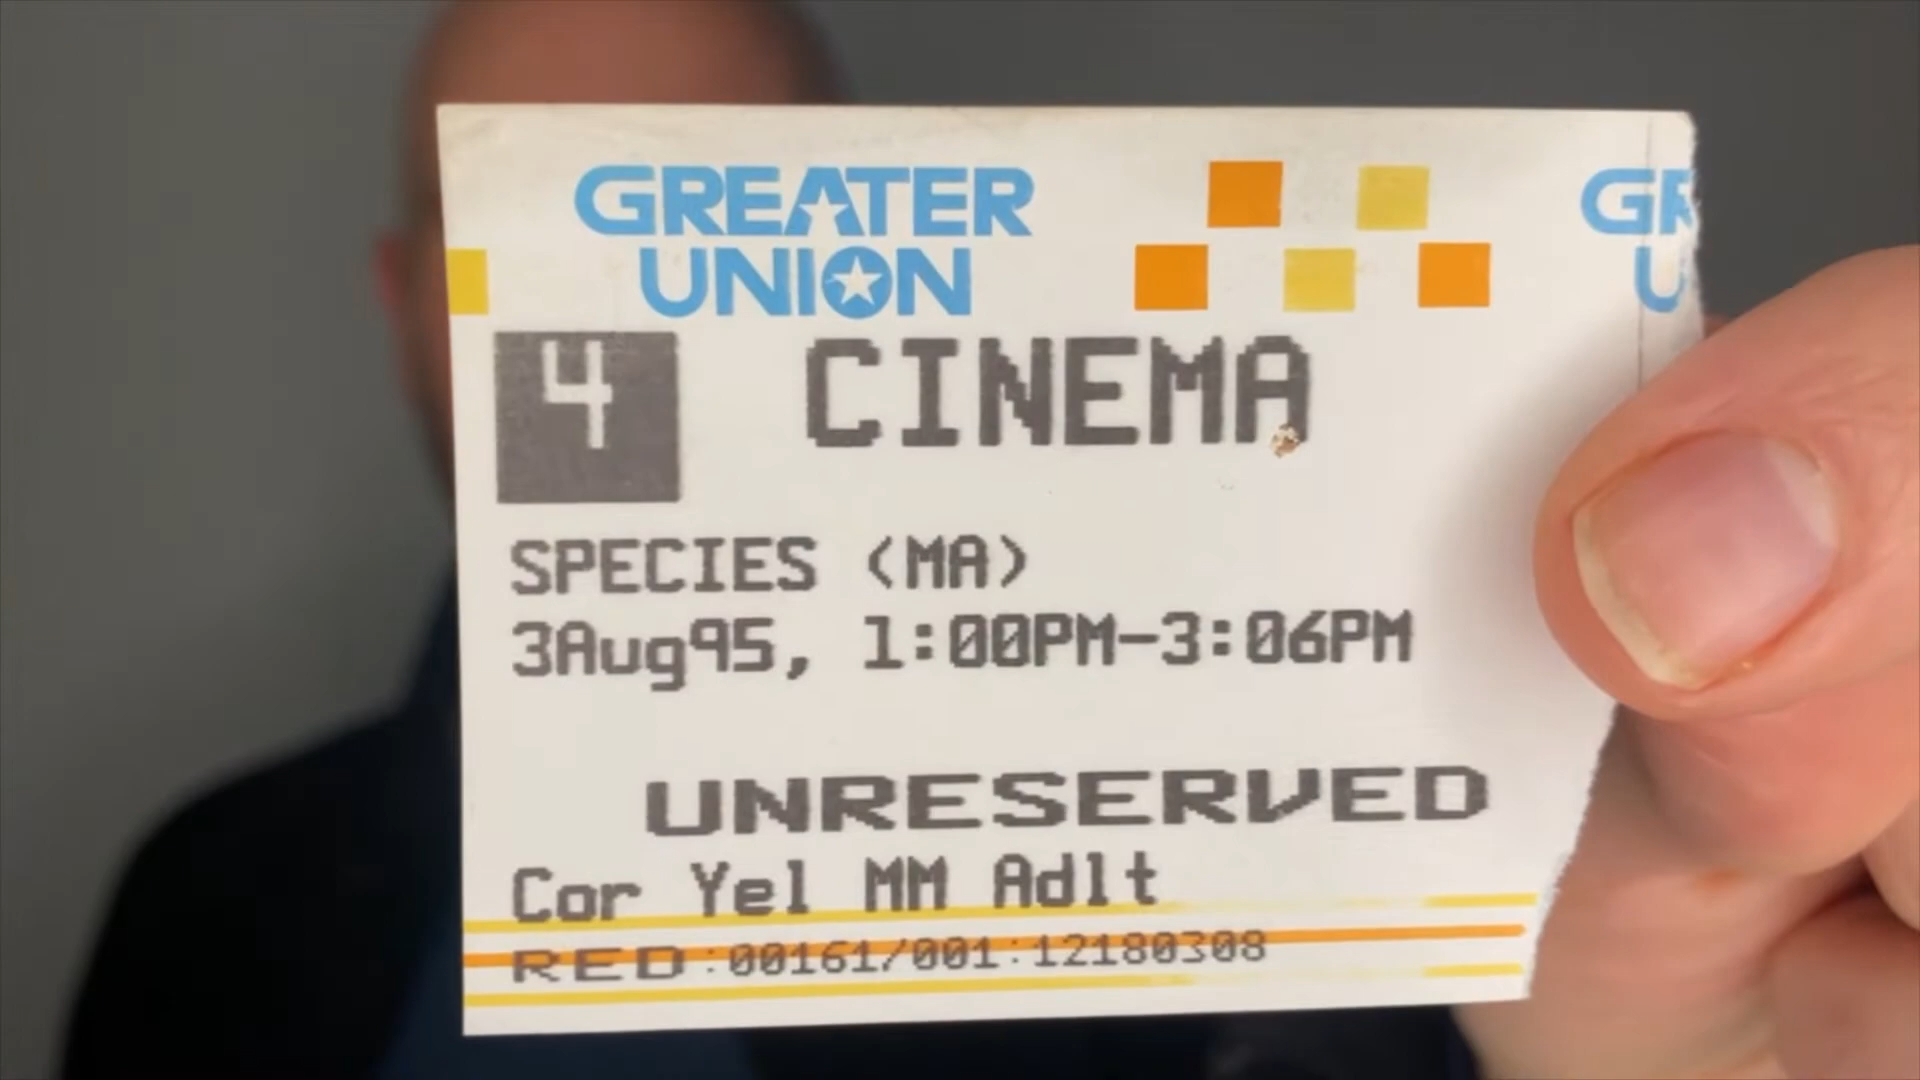 GREATER
UNION
GR
U
4 CINEMA
SPECIES (MA)
3Aug95, 1:00PM-3:06PM
UNRESERVED
Cor Yel MM Adlt
RED:00161/001:12180308